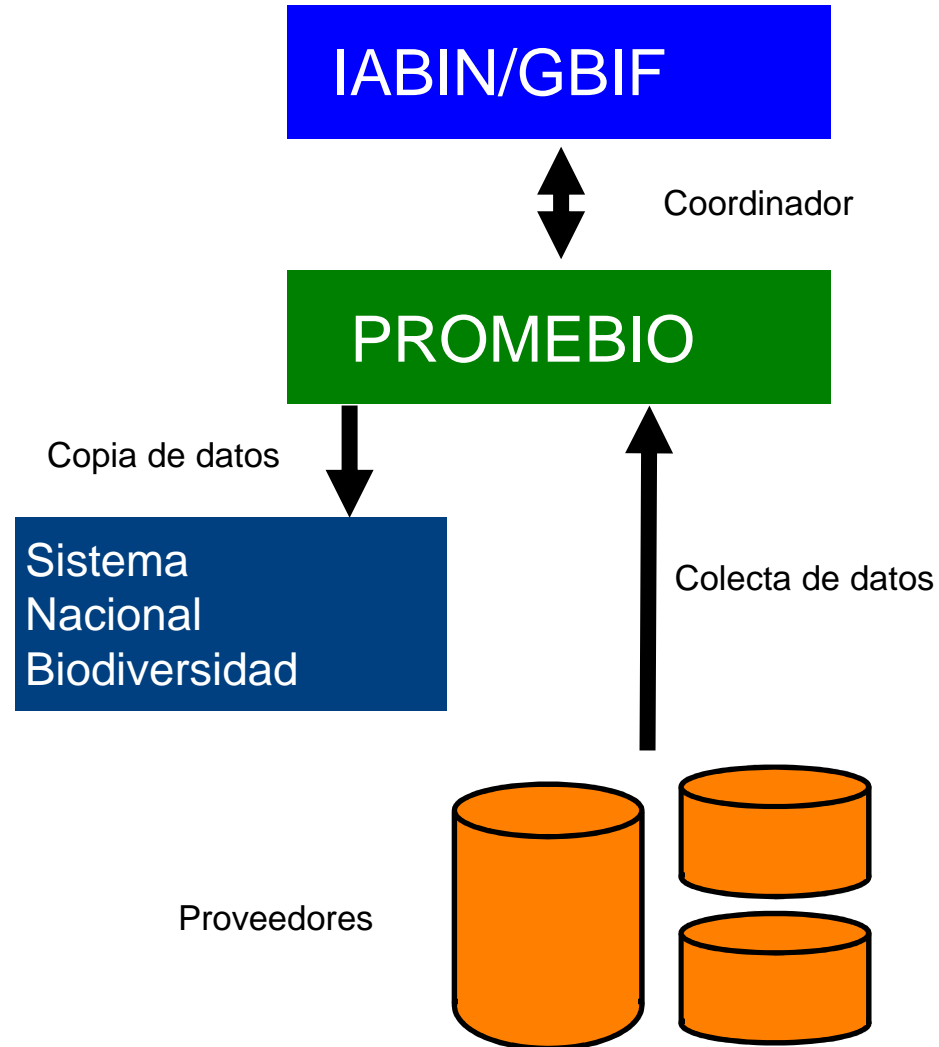 IABIN/GBIF
Coordinador
PROMEBIO
Copia de datos
Sistema
Nacional
Biodiversidad
Colecta de datos
Proveedores